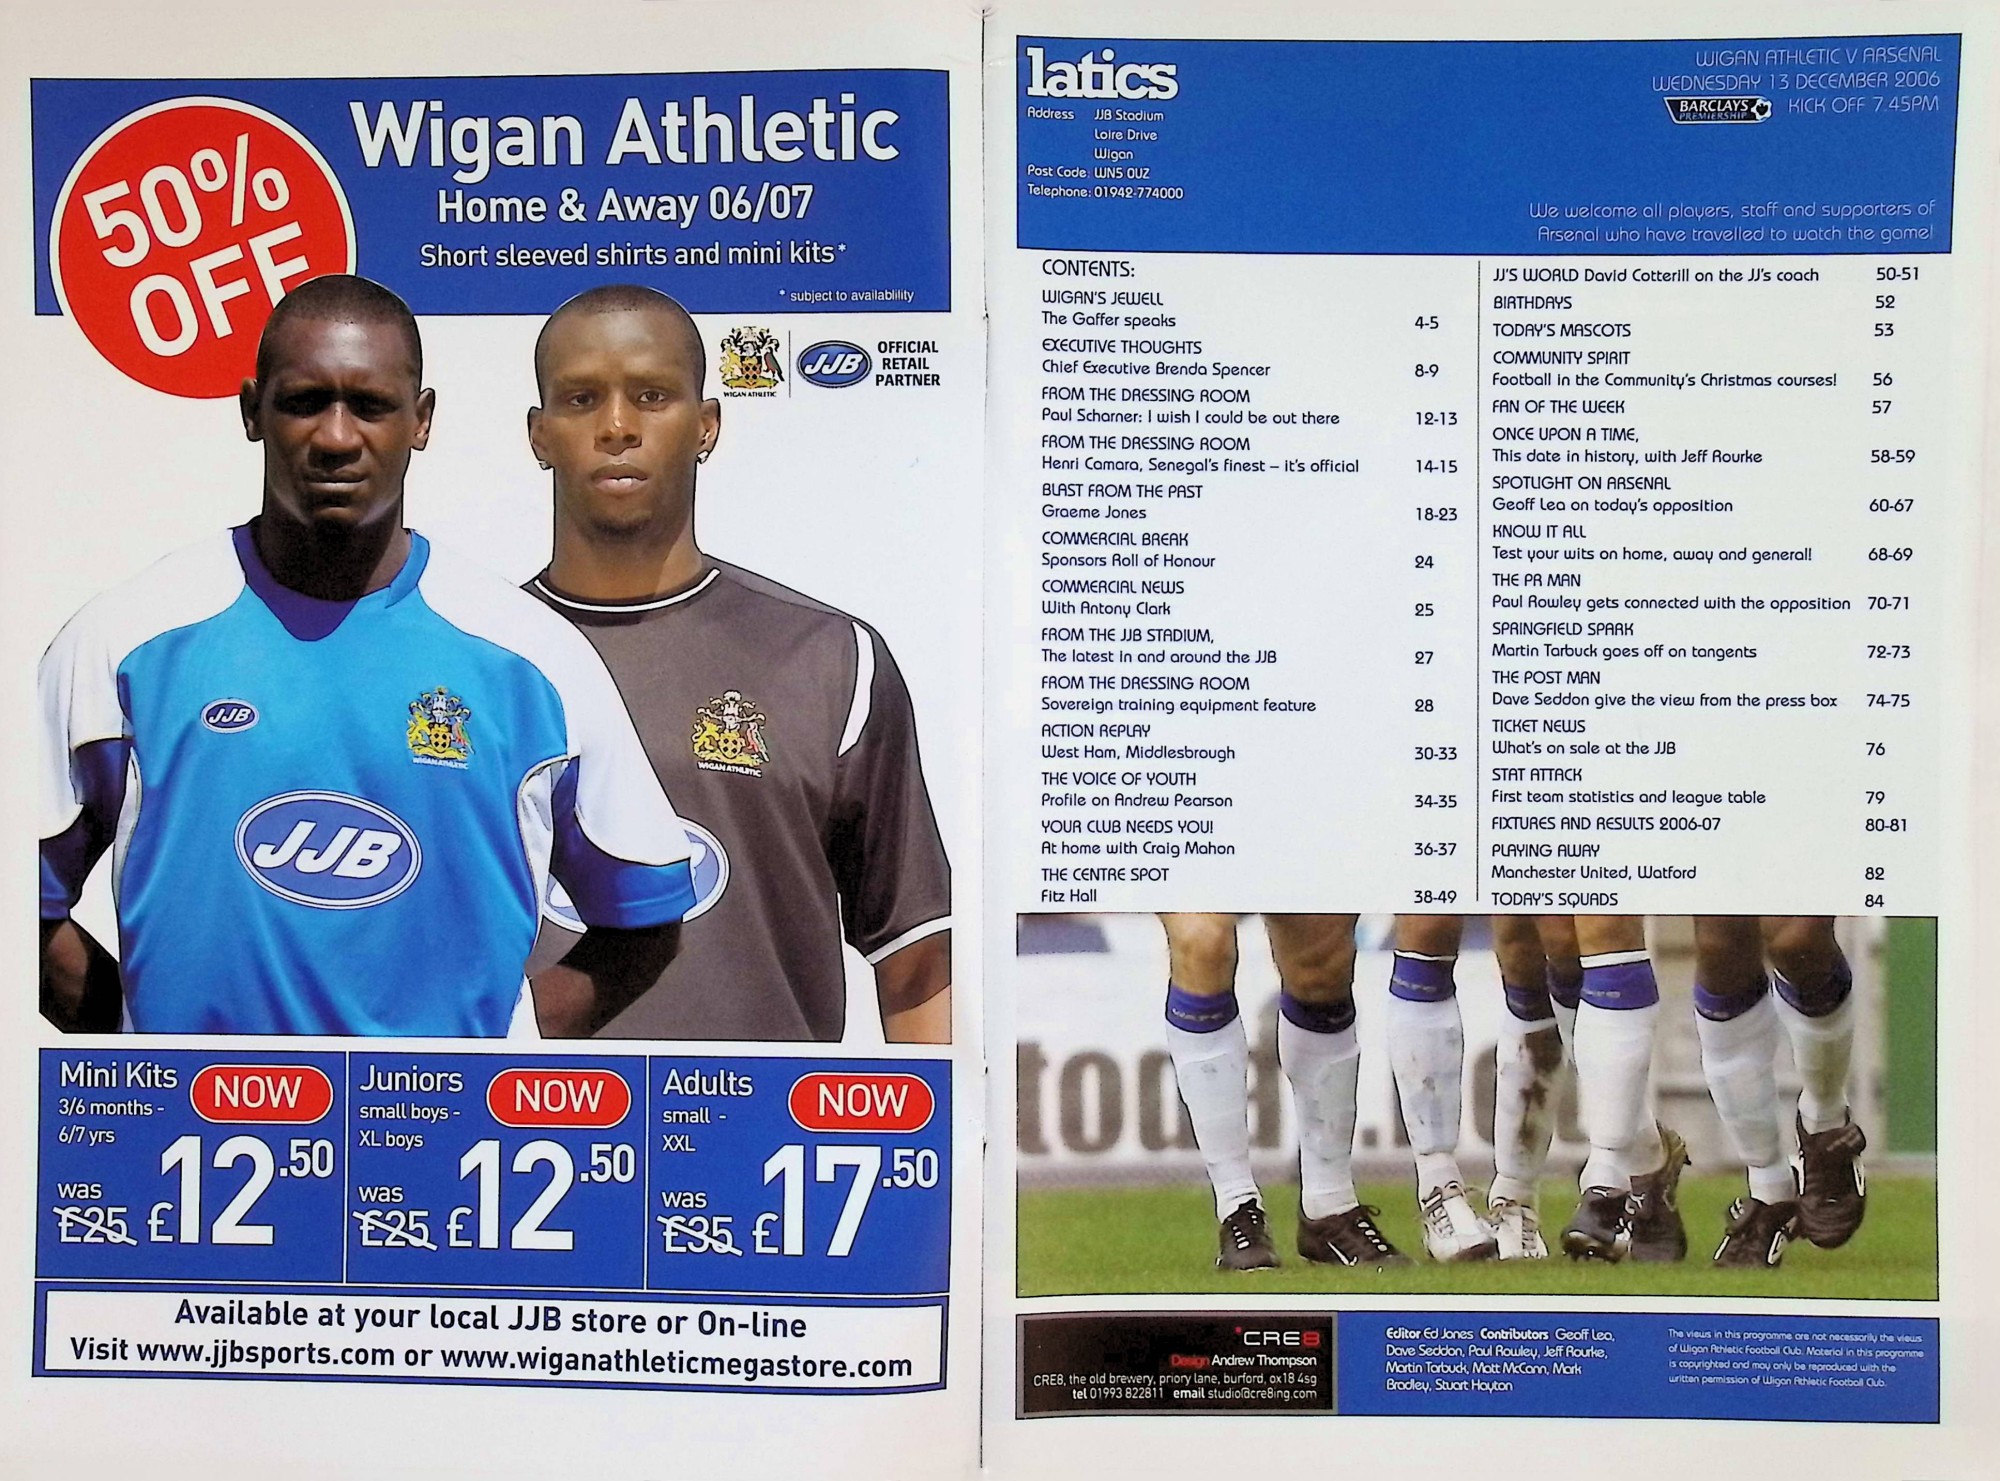 50%
OFF
Wigan Athletic
Home & Away 06/07
Short sleeved shirts and mini kits*
* subject to availablility
WIGAN ATHLETIC
JJB
OFFICIAL
RETAIL
PARTNER
JJB
WIGAN ATHLETIC
WIGAN ATHLETIC
JJB
Mini Kits
3/6 months -
6/7 yrs
NOW
was
£25 £12.50
Juniors
small boys -
XL boys
NOW
was
£25 £12.50
Adults
small -
XXL
NOW
was
£35 £17.50
Available at your local JJB store or On-line
Visit www.jjbsports.com or www.wiganathleticmegastore.com
latics
Address JJB Stadium
Loire Drive
Wigan
Post Code: WN5 0UZ
Telephone: 01942-774000
WIGAN ATHLETIC V ARSENAL
WEDNESDAY 13 DECEMBER 2006
BARCLAYS
PREMIERSHIP
KICK OFF 7.45PM
We welcome all players, staff and supporters of
Arsenal who have travelled to watch the game!
CONTENTS:
WIGAN'S JEWELL
The Gaffer speaks 4-5
EXECUTIVE THOUGHTS
Chief Executive Brenda Spencer 8-9
FROM THE DRESSING ROOM
Paul Scharner: I wish I could be out there 12-13
FROM THE DRESSING ROOM
Henri Camara, Senegal's finest – it's official 14-15
BLAST FROM THE PAST
Graeme Jones 18-23
COMMERCIAL BREAK
Sponsors Roll of Honour 24
COMMERCIAL NEWS
With Antony Clark 25
FROM THE JJB STADIUM,
The latest in and around the JJB 27
FROM THE DRESSING ROOM
Sovereign training equipment feature 28
ACTION REPLAY
West Ham, Middlesbrough 30-33
THE VOICE OF YOUTH
Profile on Andrew Pearson 34-35
YOUR CLUB NEEDS YOU!
At home with Craig Mahon 36-37
THE CENTRE SPOT
Fitz Hall 38-49
JJ'S WORLD David Cotterill on the JJ's coach 50-51
BIRTHDAYS 52
TODAY'S MASCOTS 53
COMMUNITY SPIRIT
Football in the Community's Christmas courses! 56
FAN OF THE WEEK 57
ONCE UPON A TIME,
This date in history, with Jeff Rourke 58-59
SPOTLIGHT ON ARSENAL
Geoff Lea on today's opposition 60-67
KNOW IT ALL
Test your wits on home, away and general! 68-69
THE PR MAN
Paul Rowley gets connected with the opposition 70-71
SPRINGFIELD SPARK
Martin Tarbuck goes off on tangents 72-73
THE POST MAN
Dave Seddon give the view from the press box 74-75
TICKET NEWS
What's on sale at the JJB 76
STAT ATTACK
First team statistics and league table 79
FIXTURES AND RESULTS 2006-07 80-81
PLAYING AWAY
Manchester United, Watford 82
TODAY'S SQUADS 84
CRE8
Design Andrew Thompson
CRE8, the old brewery, priory lane, burford, ox18 4sg
tel 01993 822811 email studio@cre8ing.com
Editor Ed Jones Contributors Geoff Lea,
Dave Seddon, Paul Rowley, Jeff Rourke,
Martin Tarbuck, Matt McCann, Mark
Bradley, Stuart Hayton
The views in this programme are not necessarily the views
of Wigan Athletic Football Club. Material in this programme
is copyrighted and may only be reproduced with the
written permission of Wigan Athletic Football Club.